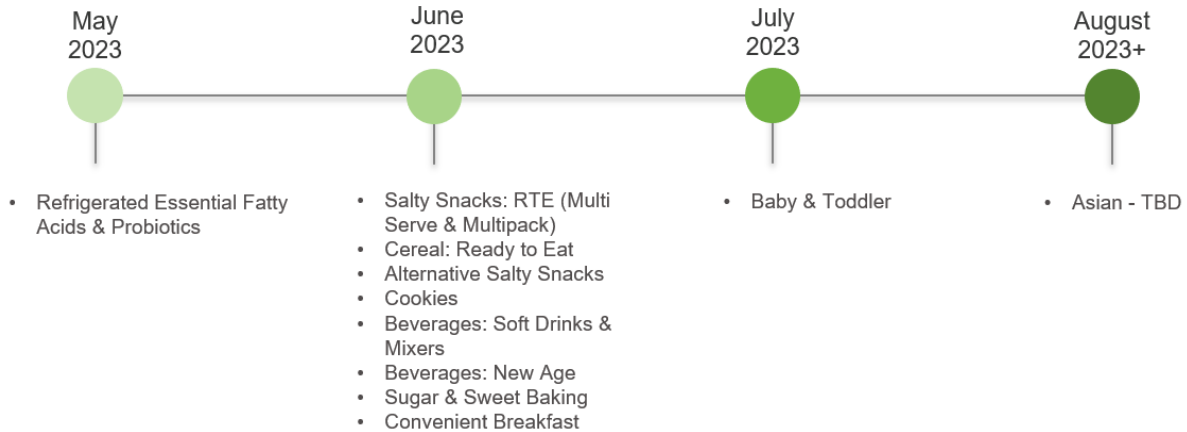 May
2023
June
2023
July
2023
August
2023+
• Refrigerated Essential Fatty
Acids & Probiotics
• Salty Snacks: RTE (Multi
Serve & Multipack)
• Cereal: Ready to Eat
• Alternative Salty Snacks
• Cookies
• Beverages: Soft Drinks &
Mixers
• Beverages: New Age
• Sugar & Sweet Baking
• Convenient Breakfast
• Baby & Toddler
• Asian - TBD